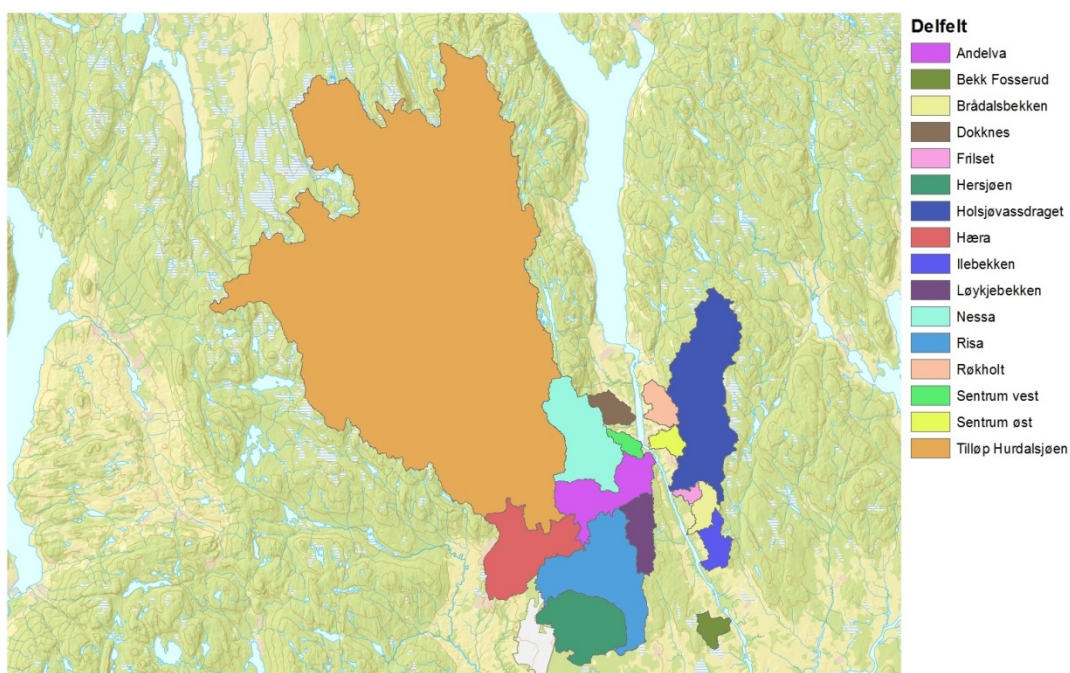 Delfelt
Andelva
Bekk Fosserud
Brådalsbekken
Dokknes
Frilset
Hersjøen
Holsjøvassdraget
Hæra
Ilebekken
Løykjebekken
Nessa
Risa
Røkholt
Sentrum vest
Sentrum øst
Tilløp Hurdalsjøen